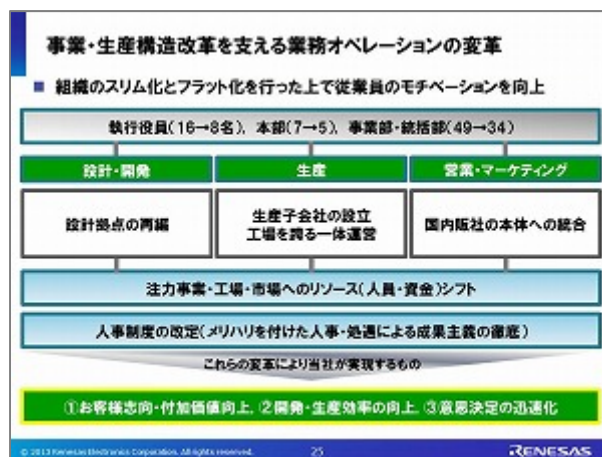 事業・生産構造改革を支える業務オペレーションの変革
■ 組織のスリム化とフラット化を行った上で従業員のモチベーションを向上
執行役員(16→8名), 本部(7→5), 事業部・統括部(49→34)
設計・開発
生産
営業・マーケティング
設計拠点の再編
生産子会社の設立
工場を跨る一体運営
国内販社の本体への統合
注力事業・工場・市場へのリソース(人員・資金)シフト
人事制度の改定(メリハリを付けた人事・処遇による成果主義の徹底)
これらの変革により当社が実現するもの
①お客様志向・付加価値向上, ②開発・生産効率の向上, ③意思決定の迅速化
© 2013 Renesas Electronics Corporation. All rights reserved.
25
RENESAS